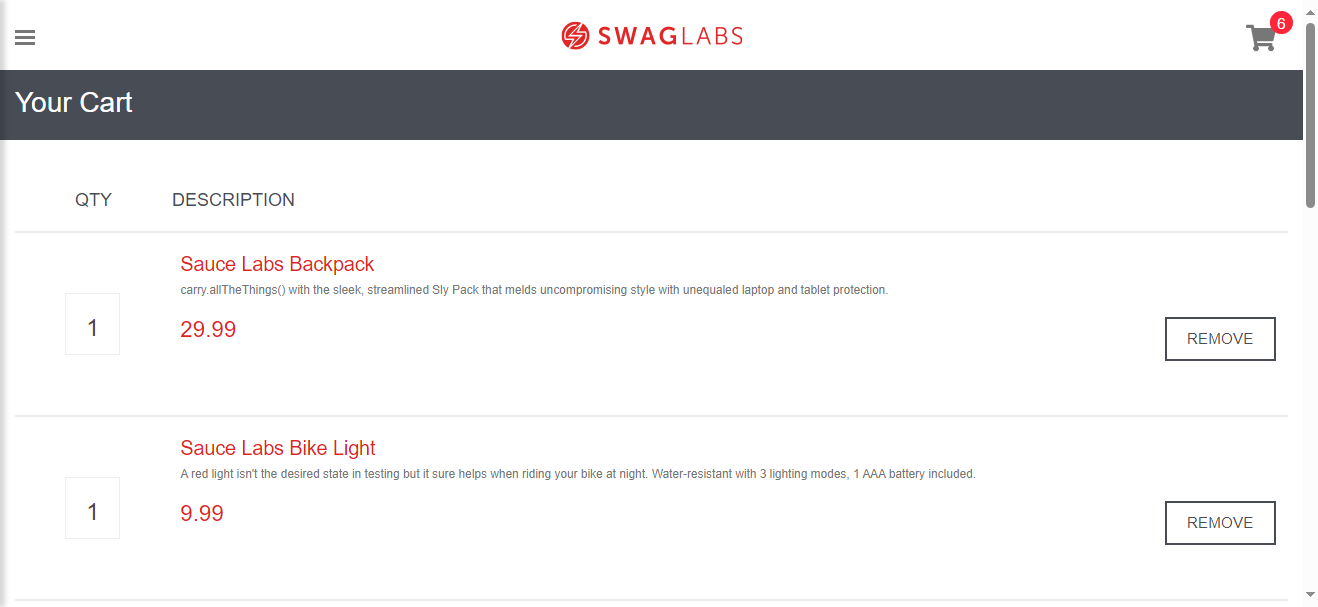 SWAGLABS
6
Your Cart
QTY DESCRIPTION
Sauce Labs Backpack
carry.allTheThings() with the sleek, streamlined Sly Pack that melds uncompromising style with unequaled laptop and tablet protection.
1
29.99
REMOVE
Sauce Labs Bike Light
A red light isn't the desired state in testing but it sure helps when riding your bike at night. Water-resistant with 3 lighting modes, 1 AAA battery included.
1
9.99
REMOVE